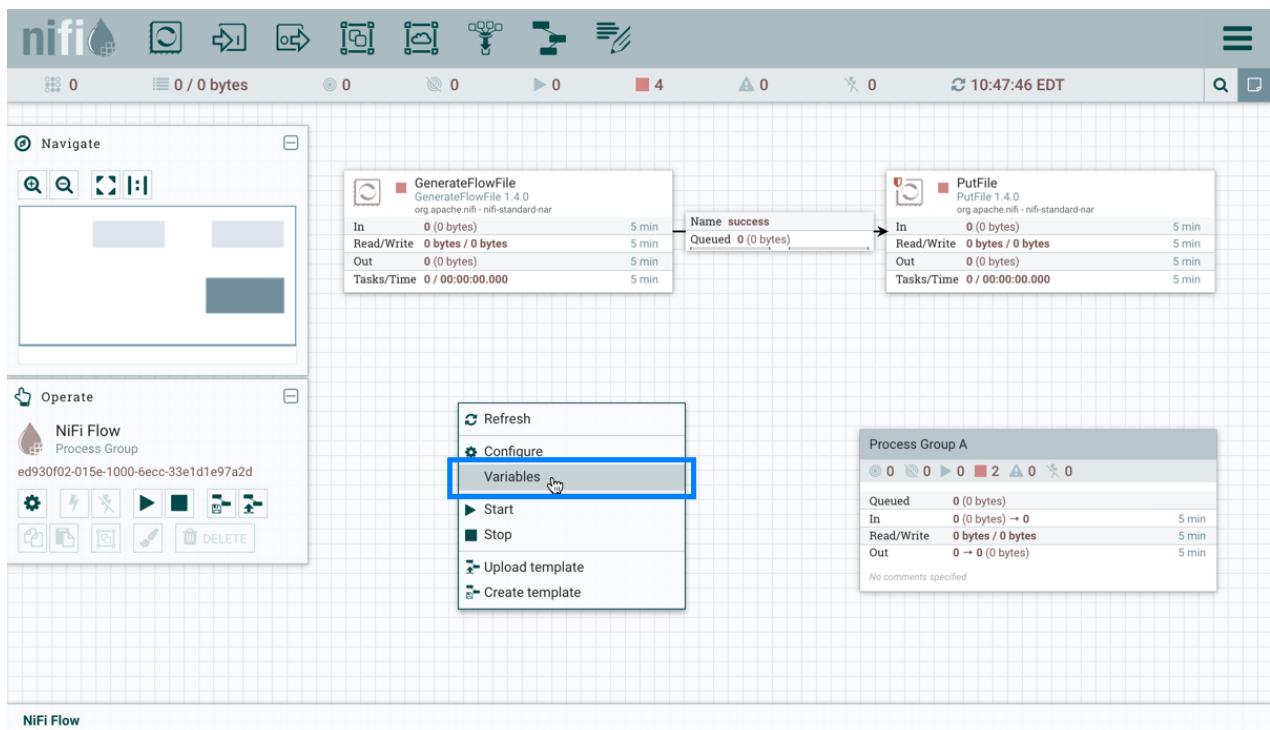 nifi
0 0 / 0 bytes 0 0 0 4 0 0 10:47:46 EDT
Navigate
Operate
NiFi Flow
Process Group
ed930f02-015e-1000-6ecc-33e1d1e97a2d
DELETE
GenerateFlowFile
GenerateFlowFile 1.4.0
org.apache.nifi - nifi-standard-nar
In 0 (0 bytes) 5 min
Read/Write 0 bytes / 0 bytes 5 min
Out 0 (0 bytes) 5 min
Tasks/Time 0 / 00:00:00.000 5 min
Name success
Queued 0 (0 bytes)
PutFile
PutFile 1.4.0
org.apache.nifi - nifi-standard-nar
In 0 (0 bytes) 5 min
Read/Write 0 bytes / 0 bytes 5 min
Out 0 (0 bytes) 5 min
Tasks/Time 0 / 00:00:00.000 5 min
Refresh
Configure
Variables
Start
Stop
Upload template
Create template
Process Group A
0 0 0 2 0 0
Queued 0 (0 bytes)
In 0 (0 bytes) → 0 5 min
Read/Write 0 bytes / 0 bytes 5 min
Out 0 → 0 (0 bytes) 5 min
No comments specified
NiFi Flow